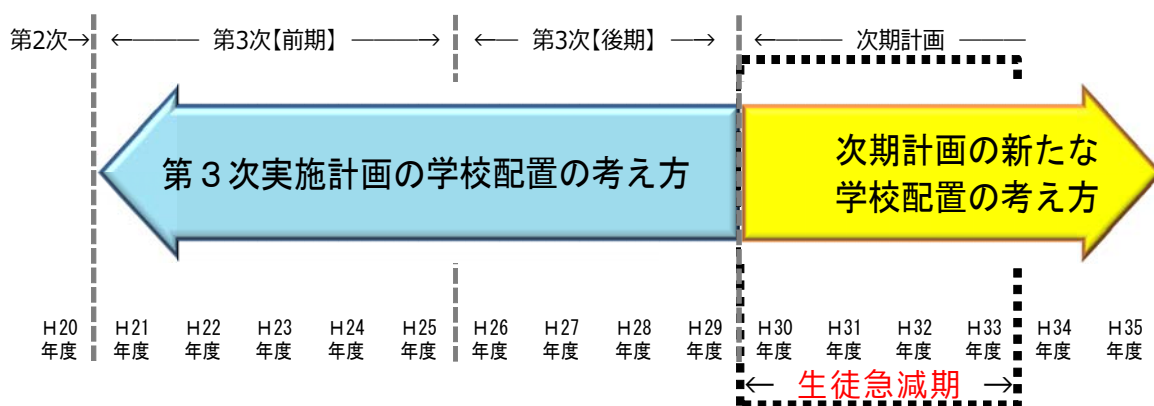 第2次→ ←――― 第3次【前期】 ―――→ ←― 第3次【後期】 ―→ ←――― 次期計画 ―――
第３次実施計画の学校配置の考え方
次期計画の新たな
学校配置の考え方
Ｈ20 Ｈ21 Ｈ22 Ｈ23 Ｈ24 Ｈ25 Ｈ26 Ｈ27 Ｈ28 Ｈ29 Ｈ30 Ｈ31 Ｈ32 Ｈ33 Ｈ34 Ｈ35
年度 年度 年度 年度 年度 年度 年度 年度 年度 年度 年度 年度 年度 年度 年度 年度
← 生徒急減期 →